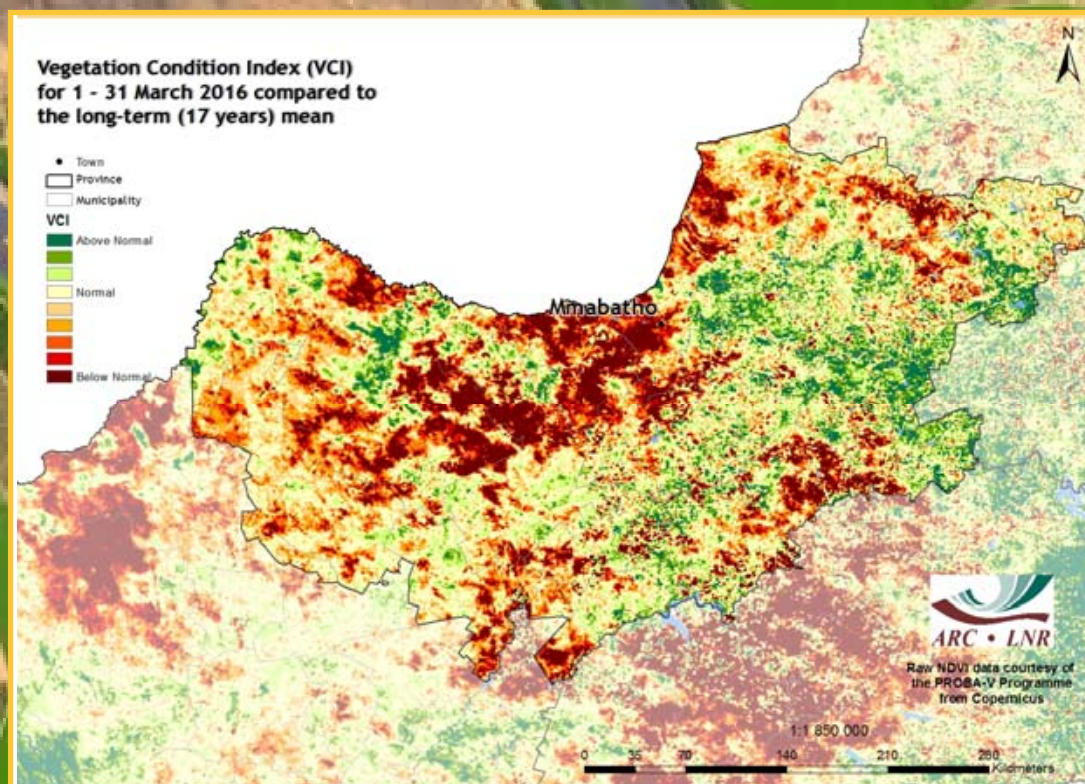 Vegetation Condition Index (VCI)
for 1 - 31 March 2016 compared to
the long-term (17 years) mean
N
Town
Province
Municipality
VCI
Above Normal
Normal
Below Normal
Mmabatho
ARC • LNR
Raw NDVI data courtesy of
the PROBA-V Programme
from Copernicus
1:1 850 000
0 35 70 140 210 280
Kilometers